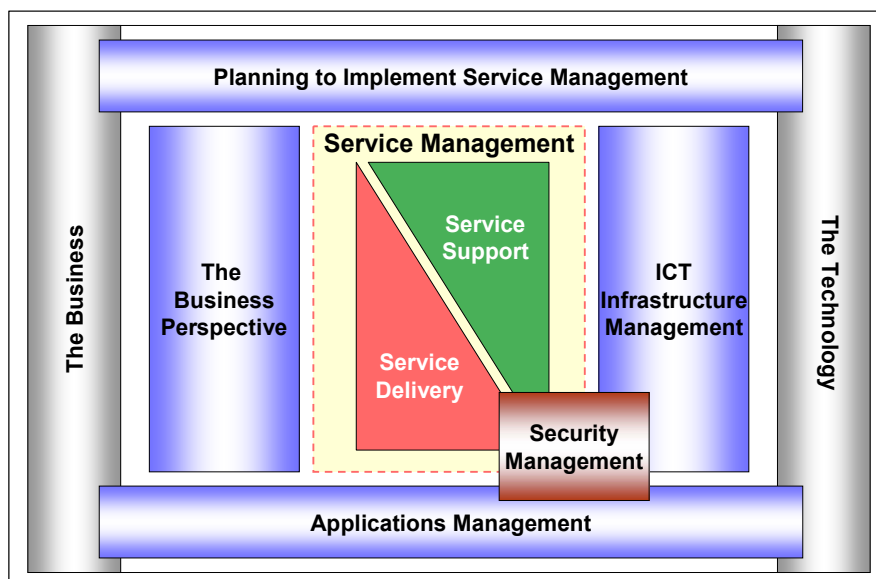 Planning to Implement Service Management
Service Management
The Business
The
Business
Perspective
Service
Support
Service
Delivery
ICT
Infrastructure
Management
The Technology
Security
Management
Applications Management